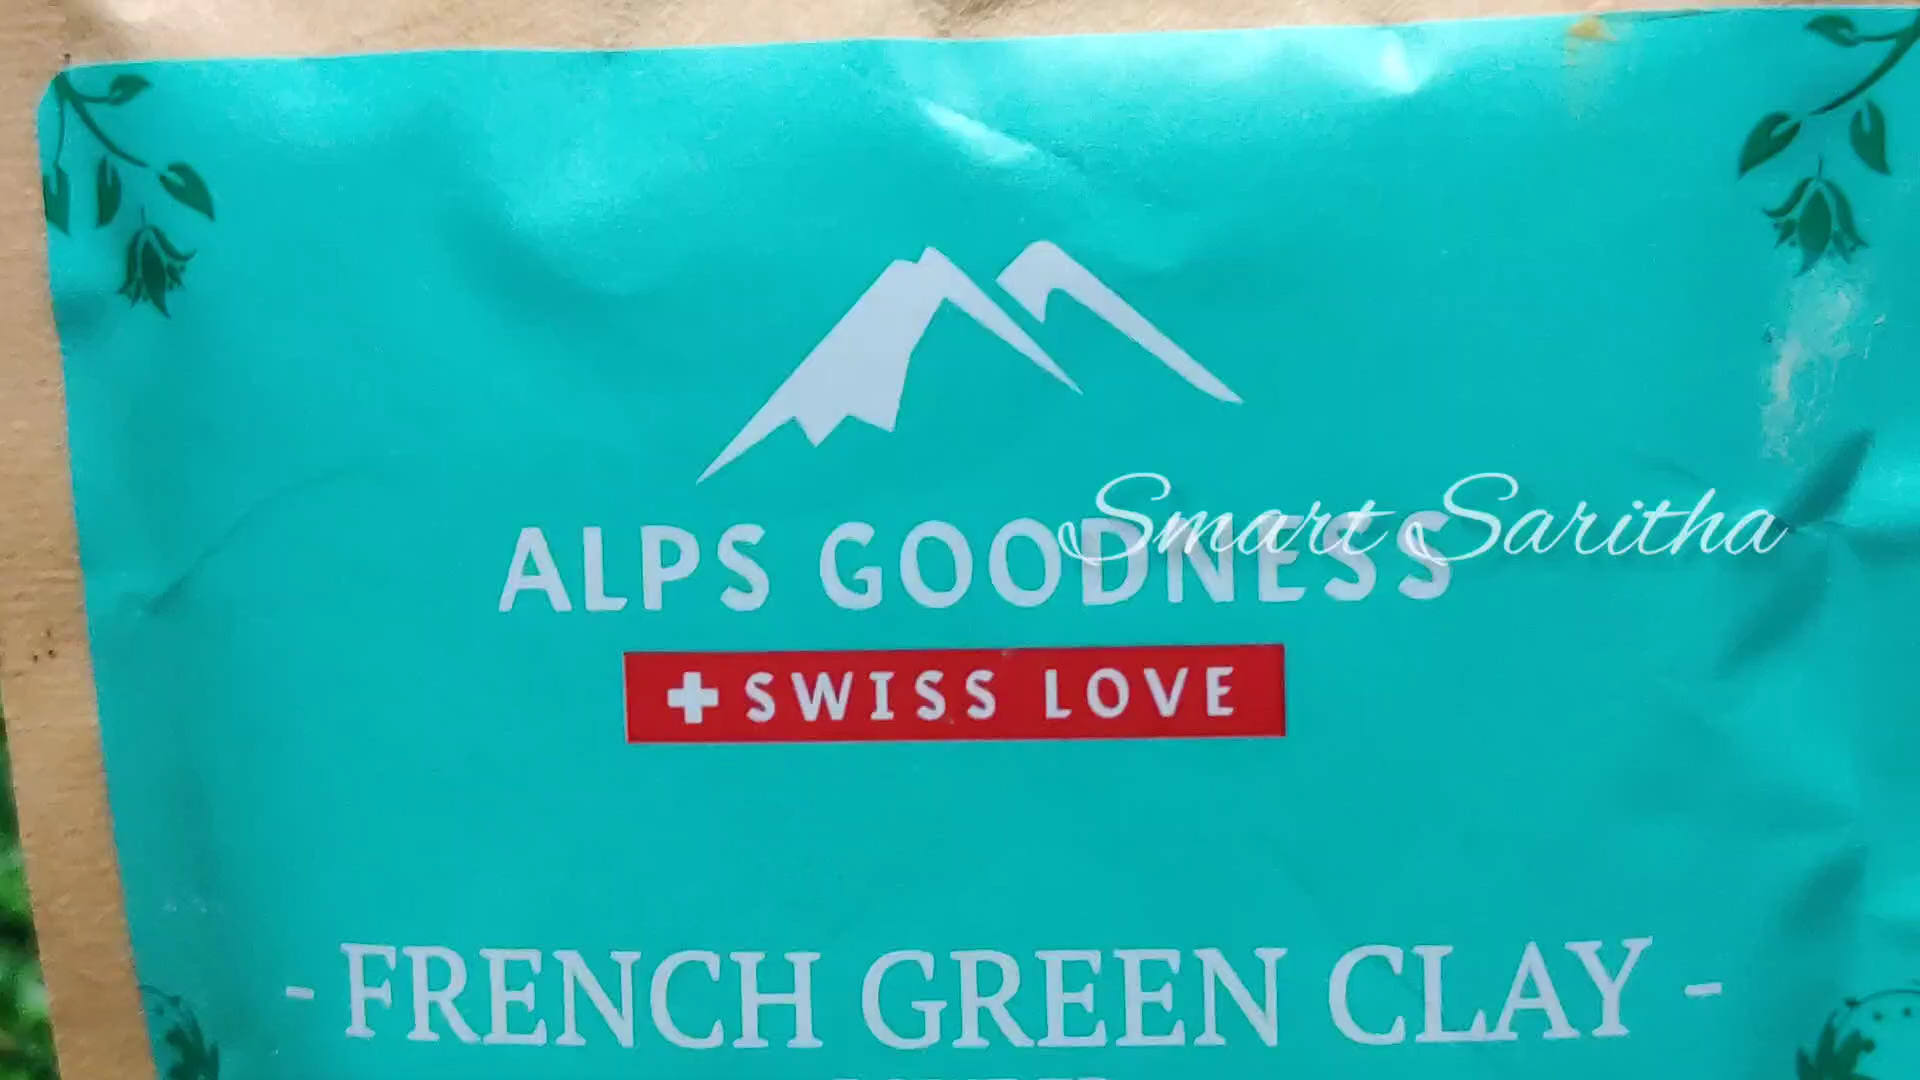 ALPS GOODNESS
Smart Saritha
+ SWISS LOVE
- FRENCH GREEN CLAY -